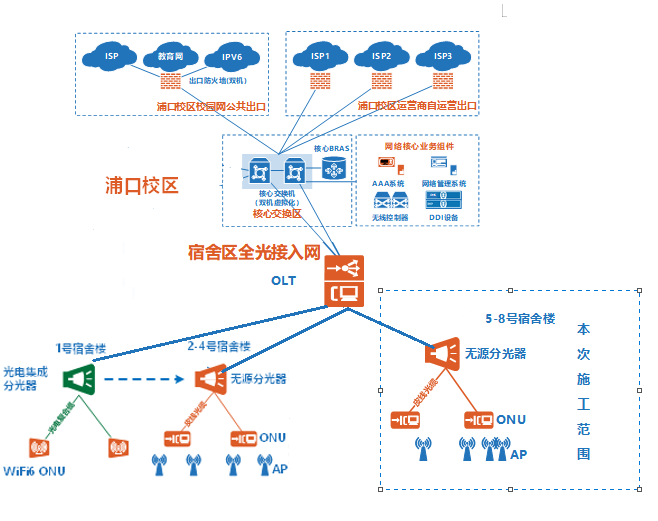 ISP
教育网
IPV6
出口防火墙(双机)
浦口校区校园网公共出口
ISP1
ISP2
ISP3
浦口校区运营商自运营出口
核心BRAS
核心交换机
(双机虚拟化)
核心交换区
网络核心业务组件
AAA系统
网络管理系统
无线控制器
DDI设备
浦口校区
宿舍区全光接入网
OLT
1号宿舍楼
光电集成
分光器
光电复合缆
WiFi6 ONU
2-4号宿舍楼
无源分光器
皮线光缆
ONU
AP
5-8号宿舍楼
无源分光器
皮线光缆
ONU
AP
本次施工范围